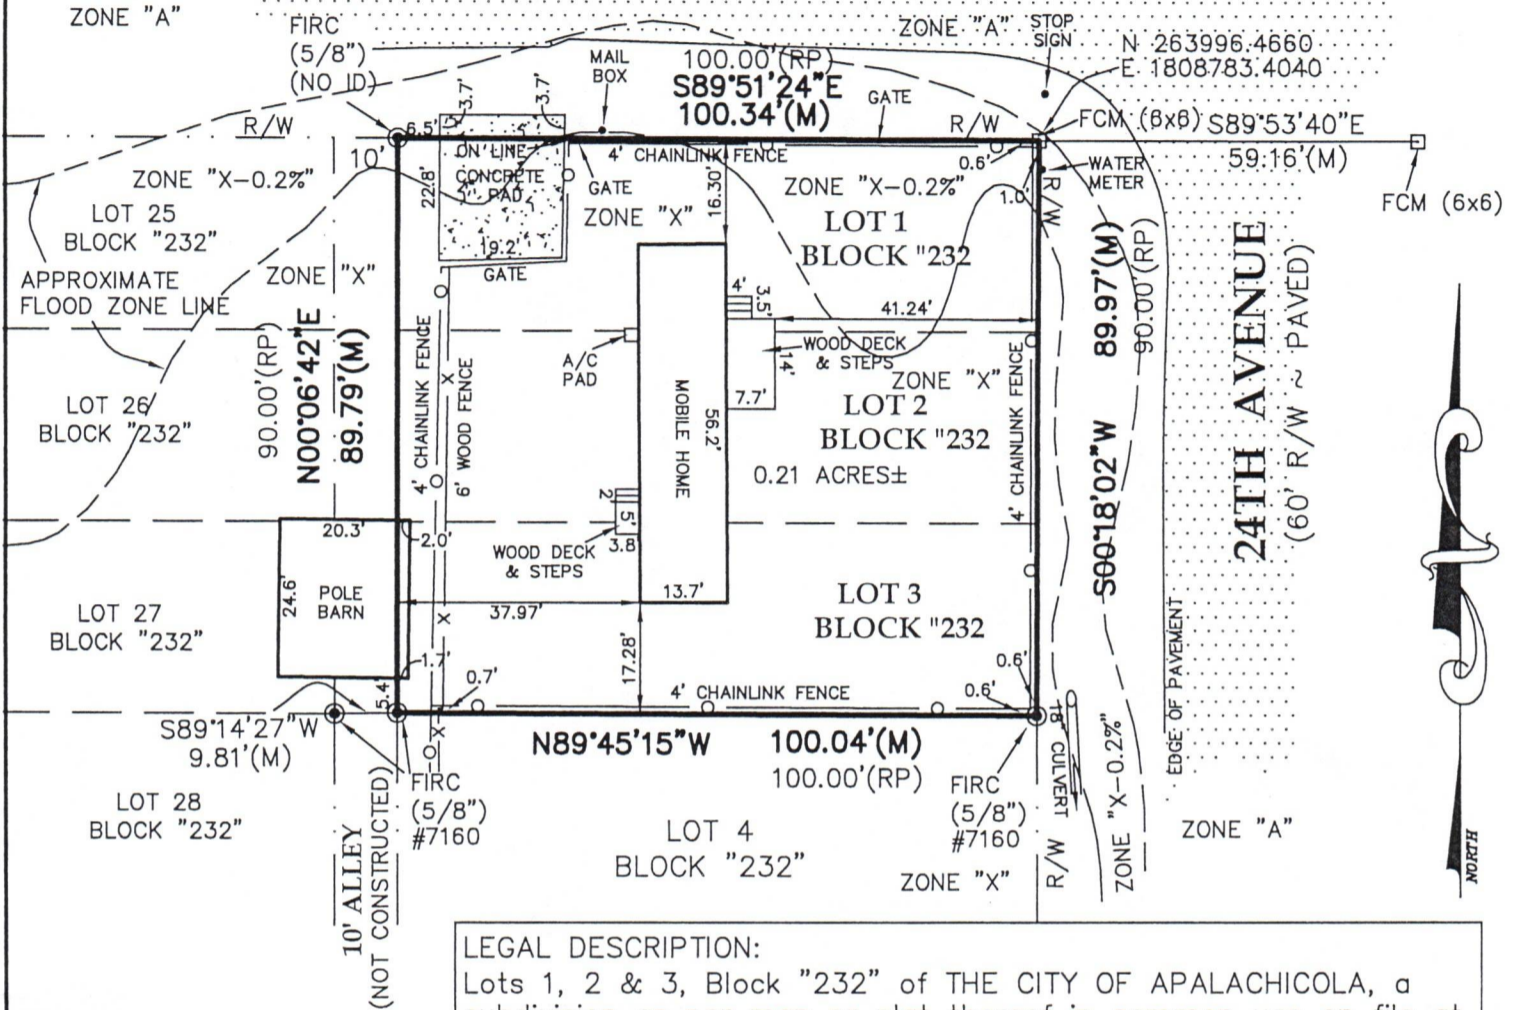 ZONE "A"
FIRC
(5/8")
(NO ID)
ZONE "A"
STOP
SIGN
N 263996.4660
E 1808783.4040
MAIL
BOX
100.00'(RP)
S89°51'24"E
100.34'(M)
GATE
3.7'
3.7'
R/W
R/W
FCM (6x6)
S89°53'40"E
59.16'(M)
FCM (6x6)
6.5'
10'
ON LINE
CONCRETE
PAD
22.8'
19.2'
GATE
GATE
4' CHAINLINK FENCE
0.6'
1.0'
WATER
METER
R/W
ZONE "X-0.2%"
LOT 25
BLOCK "232"
ZONE "X"
ZONE "X"
16.30'
ZONE "X-0.2%"
LOT 1
BLOCK "232
APPROXIMATE
FLOOD ZONE LINE
90.00'(RP)
N00°06'42"E
89.79'(M)
4' CHAINLINK FENCE
6' WOOD FENCE
X
4'
3.5'
41.24'
A/C
PAD
WOOD DECK
& STEPS
14'
7.7'
ZONE "X"
LOT 26
BLOCK "232"
MOBILE HOME
56.2'
LOT 2
BLOCK "232
0.21 ACRES±
4' CHAINLINK FENCE
89.97'(M)
90.00'(RP)
S00°18'02"W
24TH AVENUE
(60' R/W ~ PAVED)
20.3'
2.0'
24.6'
POLE
BARN
LOT 27
BLOCK "232"
2'
5'
3.8'
WOOD DECK
& STEPS
13.7'
37.97'
X
17.28'
LOT 3
BLOCK "232
1.7'
5.4'
0.7'
4' CHAINLINK FENCE
0.6'
0.6'
EDGE OF PAVEMENT
S89°14'27"W
9.81'(M)
X
N89°45'15"W 100.04'(M)
100.00'(RP)
FIRC
(5/8")
#7160
FIRC
(5/8")
#7160
18" CULVERT
R/W
ZONE "X-0.2%"
ZONE "A"
LOT 28
BLOCK "232"
10' ALLEY
(NOT CONSTRUCTED)
LOT 4
BLOCK "232"
ZONE "X"
NORTH
LEGAL DESCRIPTION:
Lots 1, 2 & 3, Block "232" of THE CITY OF APALACHICOLA, a